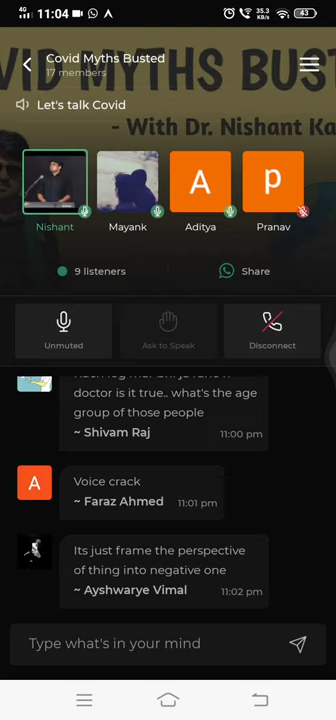 4G 11:04 35.3 KB/s 43
VID MYTHS BUST
Covid Myths Busted
17 members
Let's talk Covid
- With Dr. Nishant Ka
A
p
Nishant
Mayank
Aditya
Pranav
9 listeners
Share
Unmuted
Ask to Speak
Disconnect
doctor is it true.. what's the age
group of those people
~ Shivam Raj
11:00 pm
A
Voice crack
~ Faraz Ahmed
11:01 pm
Its just frame the perspective
of thing into negative one
~ Ayshwarye Vimal
11:02 pm
Type what's in your mind